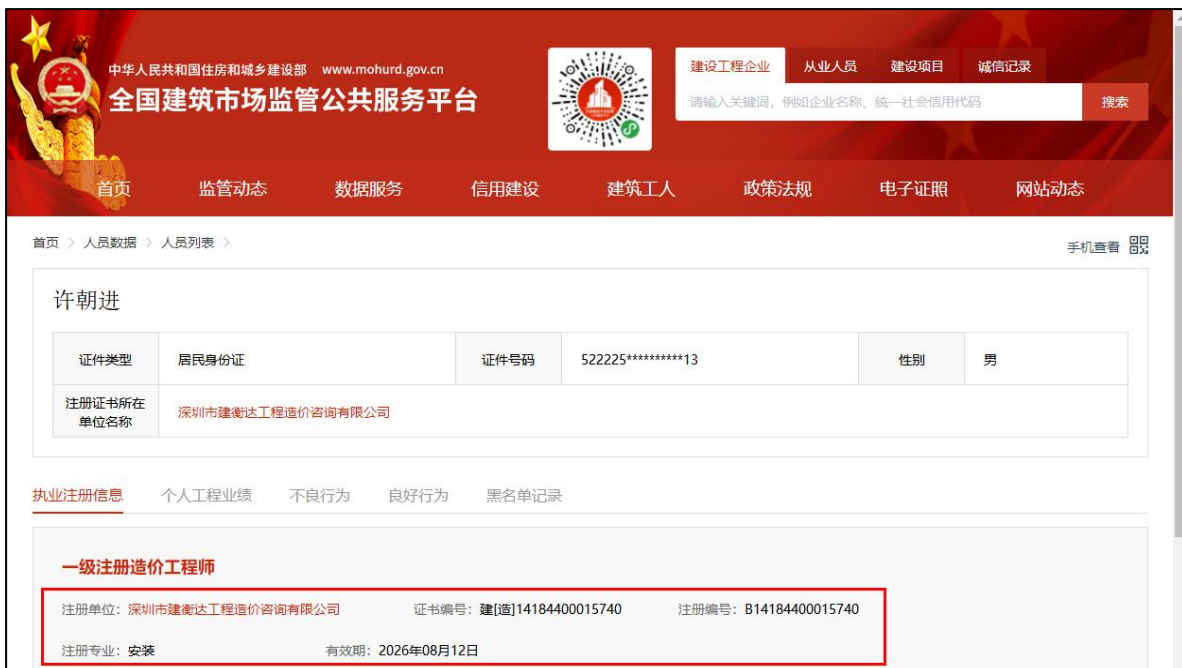 中华人民共和国住房和城乡建设部 www.mohurd.gov.cn
全国建筑市场监管公共服务平台
建设工程企业 从业人员 建设项目 诚信记录
请输入关键词，例如企业名称、统一社会信用代码 搜索
首页 监管动态 数据服务 信用建设 建筑工人 政策法规 电子证照 网站动态
首页 > 人员数据 > 人员列表 >
手机查看
许朝进
证件类型 居民身份证 证件号码 522225**********13 性别 男
注册证书所在
单位名称
深圳市建衡达工程造价咨询有限公司
执业注册信息 个人工程业绩 不良行为 良好行为 黑名单记录
一级注册造价工程师
注册单位：深圳市建衡达工程造价咨询有限公司 证书编号：建[造]14184400015740 注册编号：B14184400015740
注册专业：安装 有效期：2026年08月12日